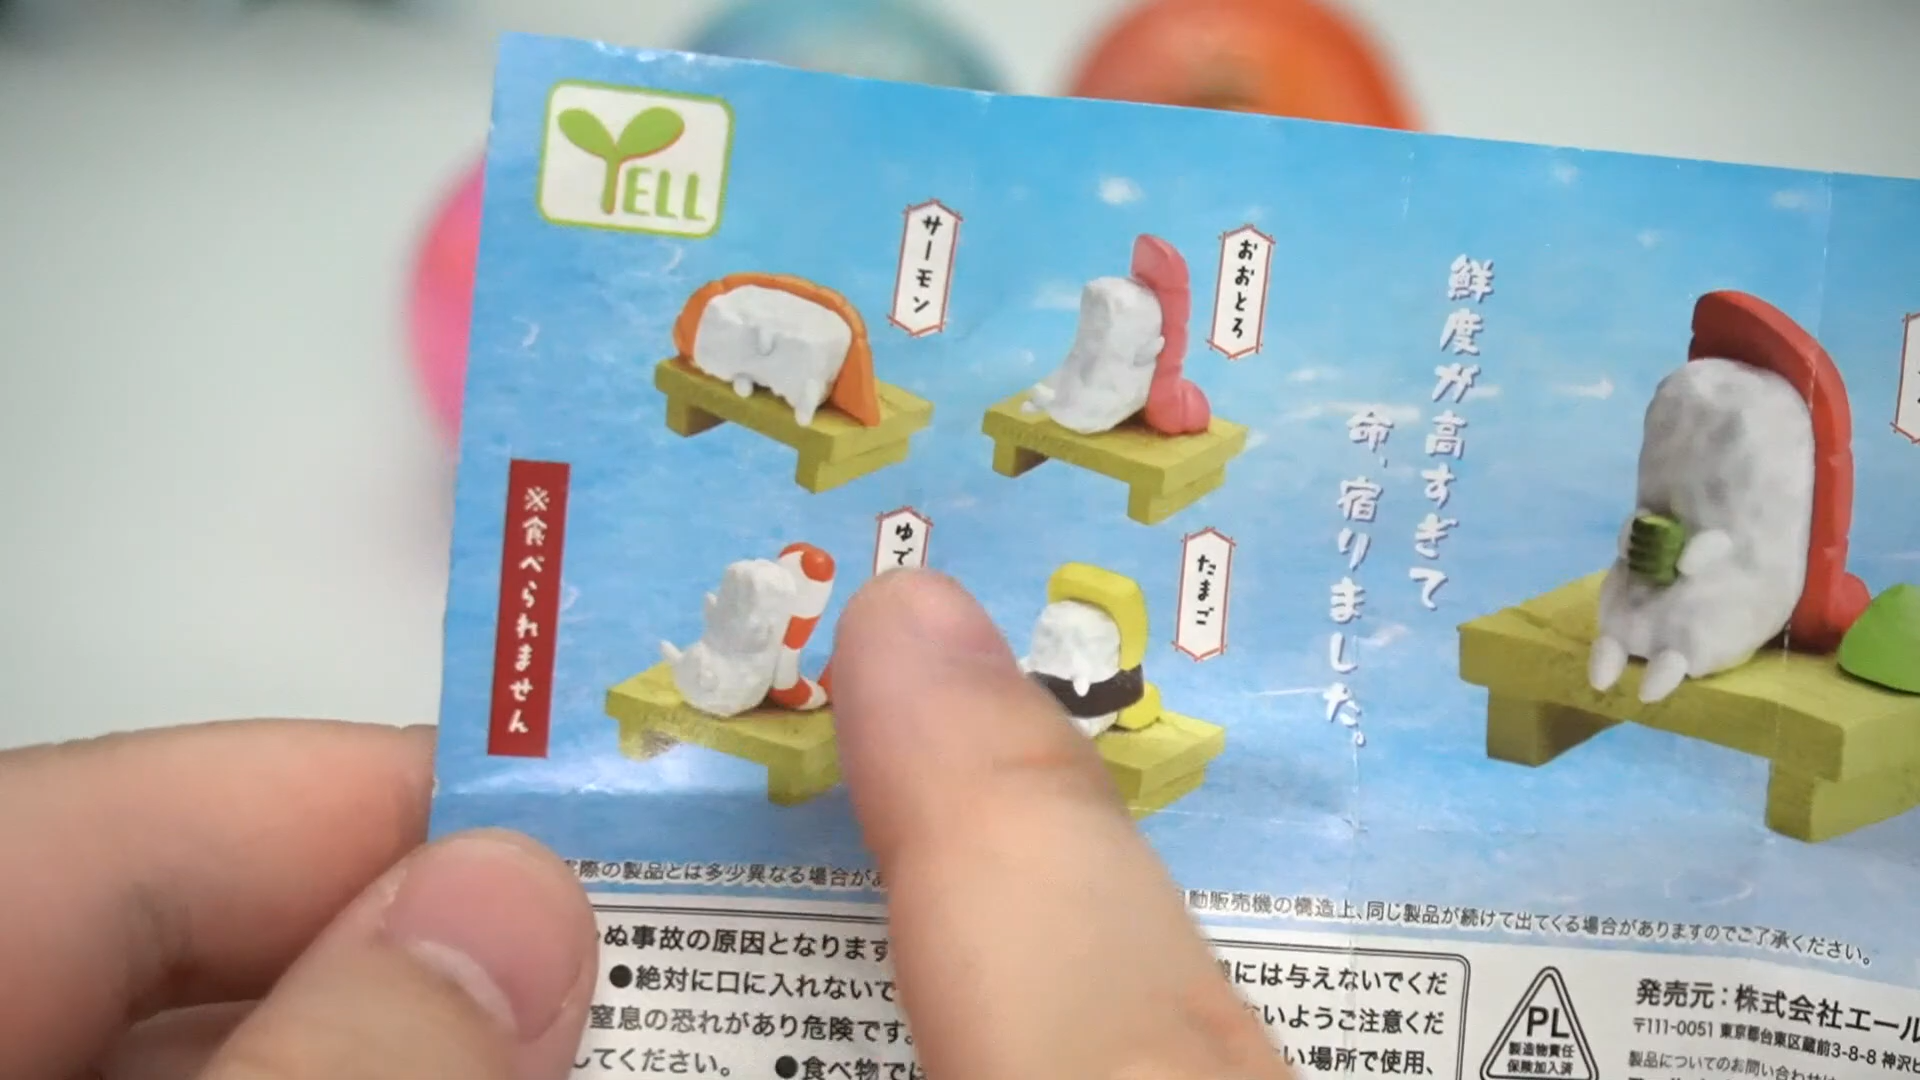 YELL
サーモン
おおとろ
ゆで
たまご
※食べられません
鮮度が高すぎて
命、宿りました。
実際の製品とは多少異なる場合があ
自動販売機の構造上、同じ製品が続けて出てくる場合がありますのでご了承ください。
ぬ事故の原因となります
●絶対に口に入れないで
窒息の恐れがあり危険です。
してください。 ●食べ物では
には与えないでくだ
いようご注意くだ
い場所で使用、
PL
製造物責任
保険加入済
発売元：株式会社エール
〒111-0051 東京都台東区蔵前3-8-8 神沢ビ
製品についてのお問い合わせは